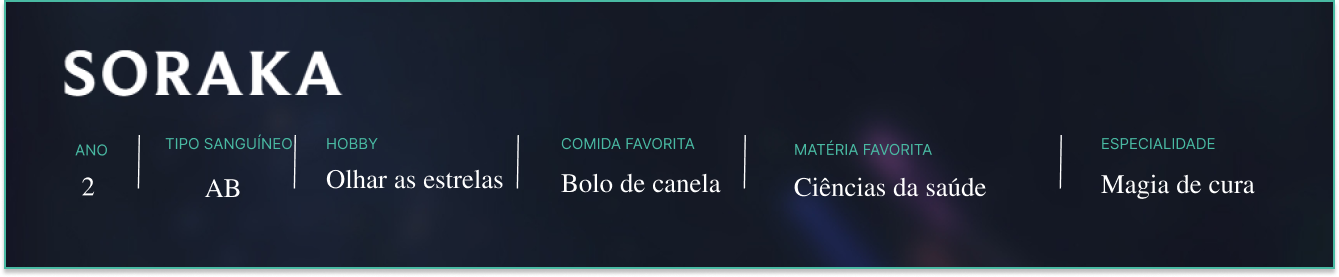 SORAKA
ANO
2
TIPO SANGUÍNEO
AB
HOBBY
Olhar as estrelas
COMIDA FAVORITA
Bolo de canela
MATÉRIA FAVORITA
Ciências da saúde
ESPECIALIDADE
Magia de cura